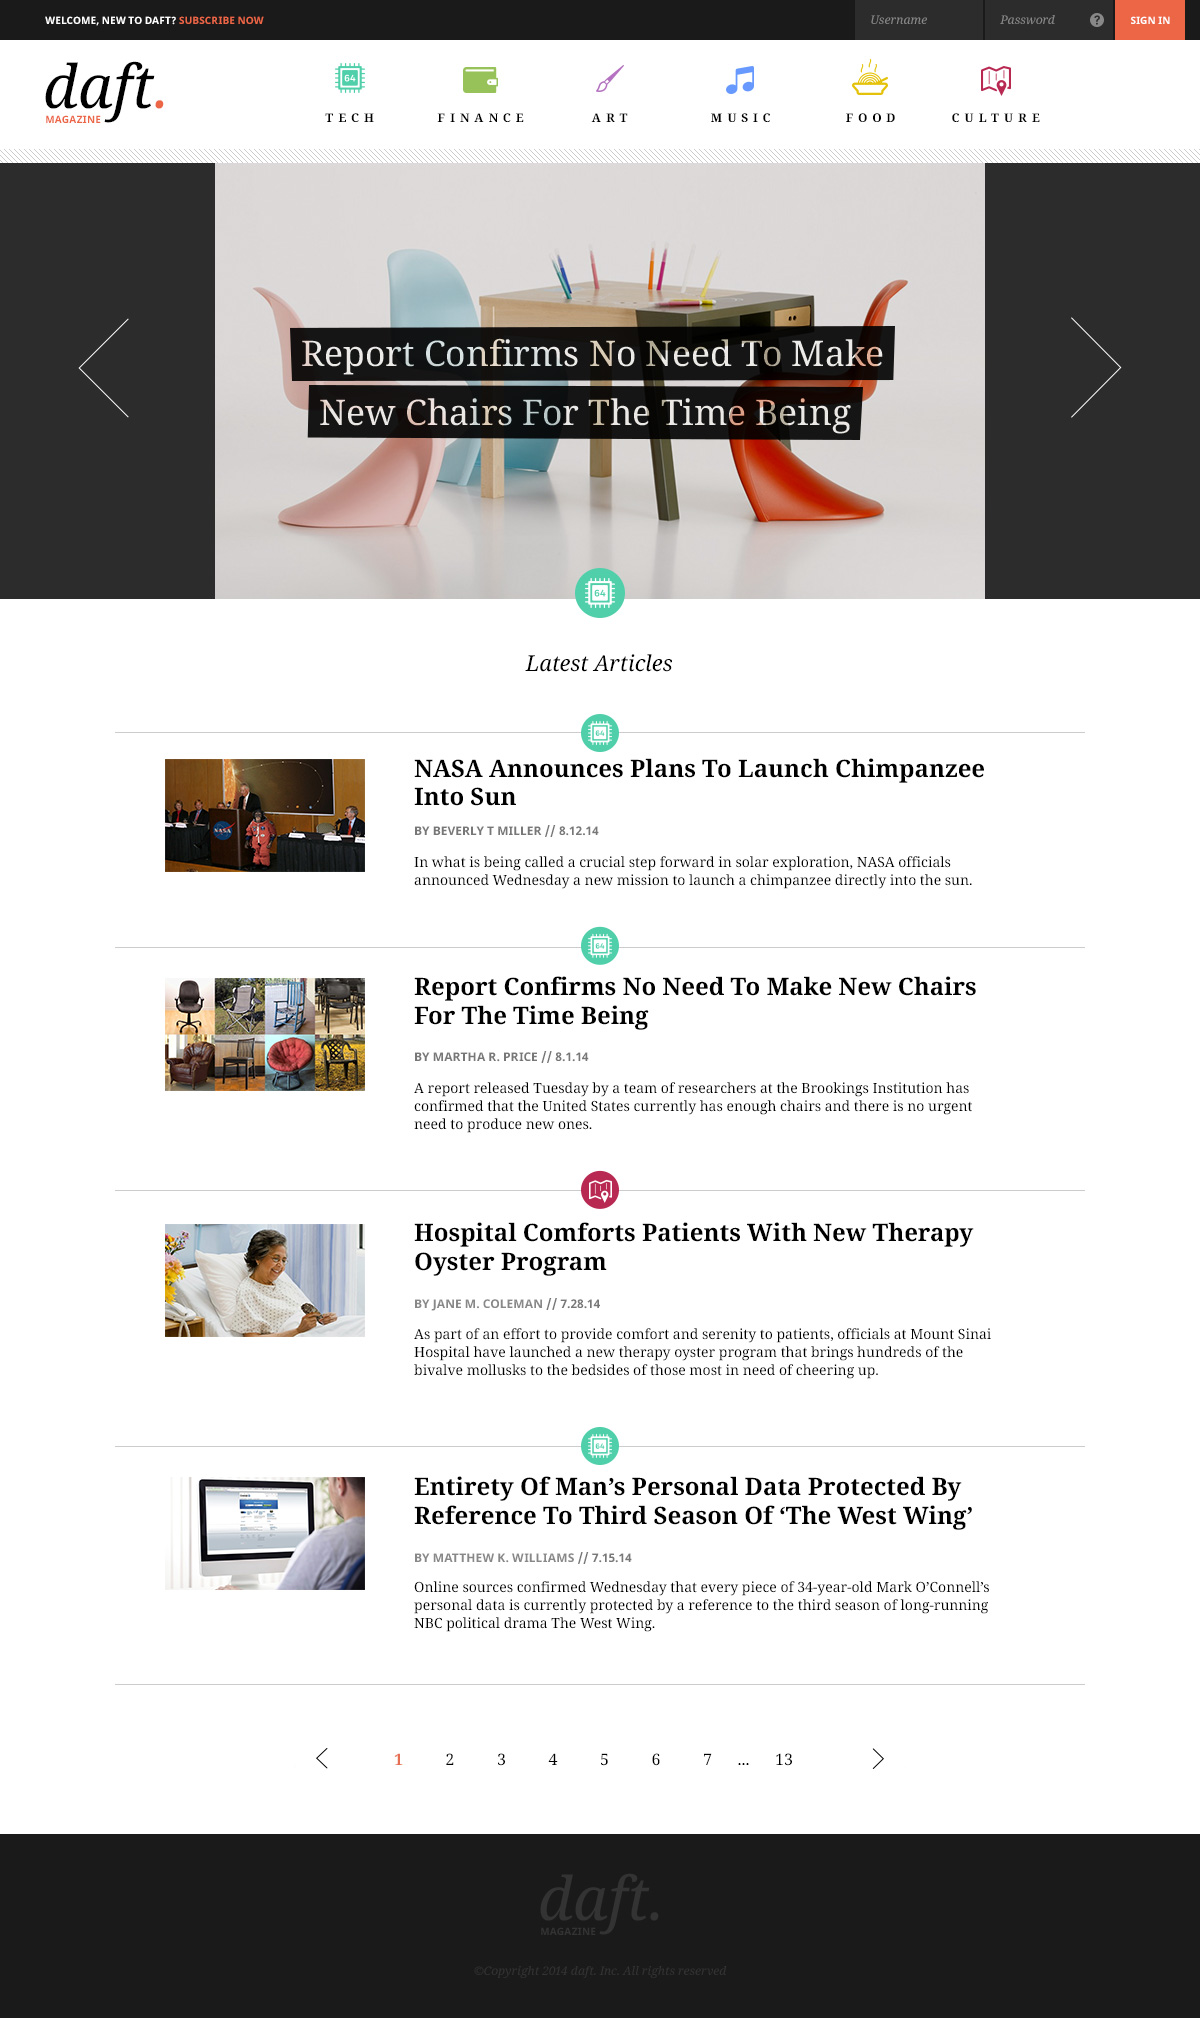 WELCOME, NEW TO DAFT? SUBSCRIBE NOW
Username
Password
?
SIGN IN
daft.
MAGAZINE
64
TECH
FINANCE
ART
MUSIC
FOOD
CULTURE
Report Confirms No Need To Make
New Chairs For The Time Being
64
Latest Articles
64
NASA
NASA Announces Plans To Launch Chimpanzee
Into Sun
BY BEVERLY T MILLER // 8.12.14
In what is being called a crucial step forward in solar exploration, NASA officials
announced Wednesday a new mission to launch a chimpanzee directly into the sun.
64
Report Confirms No Need To Make New Chairs
For The Time Being
BY MARTHA R. PRICE // 8.1.14
A report released Tuesday by a team of researchers at the Brookings Institution has
confirmed that the United States currently has enough chairs and there is no urgent
need to produce new ones.
Hospital Comforts Patients With New Therapy
Oyster Program
BY JANE M. COLEMAN // 7.28.14
As part of an effort to provide comfort and serenity to patients, officials at Mount Sinai
Hospital have launched a new therapy oyster program that brings hundreds of the
bivalve mollusks to the bedsides of those most in need of cheering up.
64
Entirety Of Man’s Personal Data Protected By
Reference To Third Season Of ‘The West Wing’
BY MATTHEW K. WILLIAMS // 7.15.14
Online sources confirmed Wednesday that every piece of 34-year-old Mark O’Connell’s
personal data is currently protected by a reference to the third season of long-running
NBC political drama The West Wing.
1 2 3 4 5 6 7 ... 13
daft.
MAGAZINE
©Copyright 2014 daft. Inc. All rights reserved